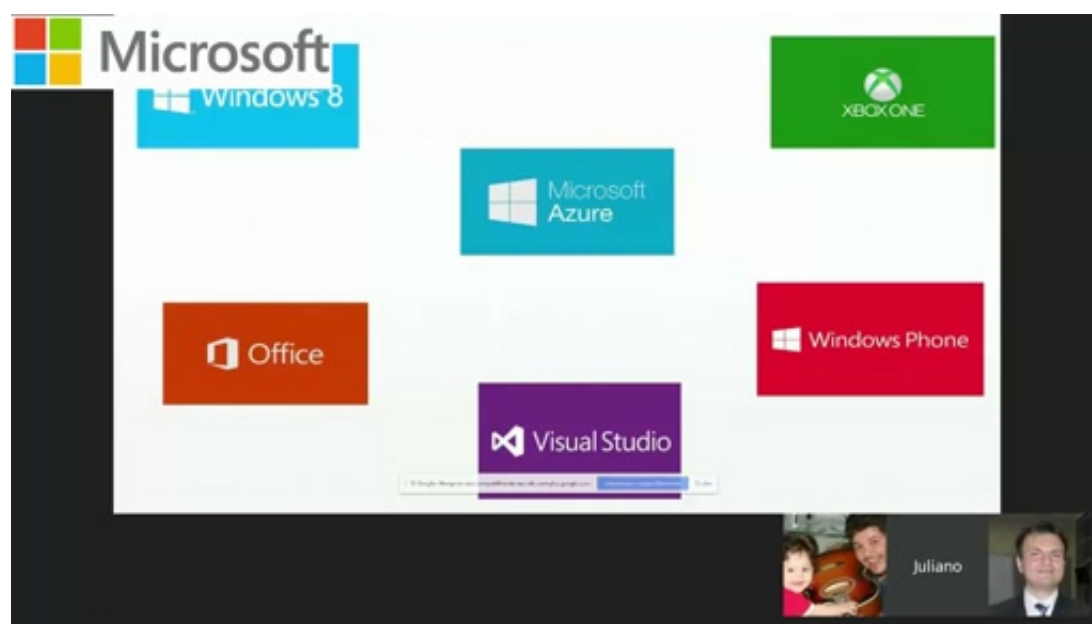 Microsoft
Windows 8
XBOX ONE
Microsoft
Azure
Office
Windows Phone
Visual Studio
Juliano